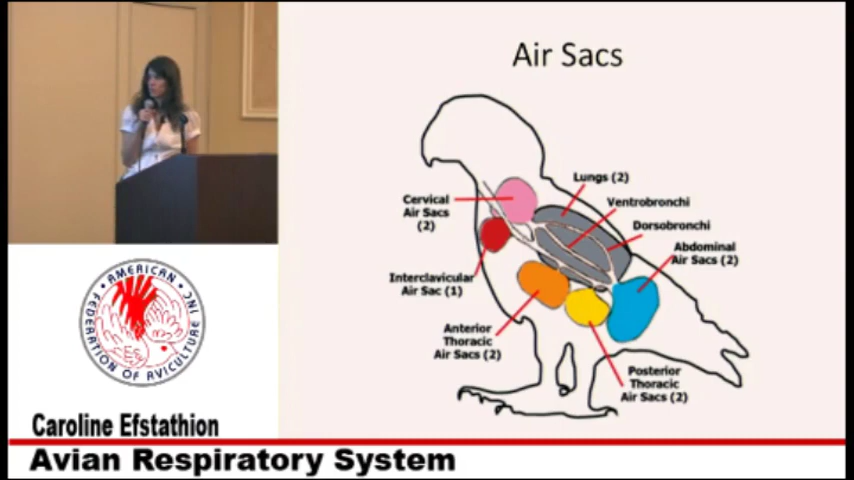 Air Sacs
Cervical
Air Sacs
(2)
Lungs (2)
Ventrobronchi
Dorsobronchi
Abdominal
Air Sacs (2)
Interclavicular
Air Sac (1)
Anterior
Thoracic
Air Sacs (2)
Posterior
Thoracic
Air Sacs (2)
AMERICAN
FEDERATION OF AVICULTURE INC
Caroline Efstathion
Avian Respiratory System